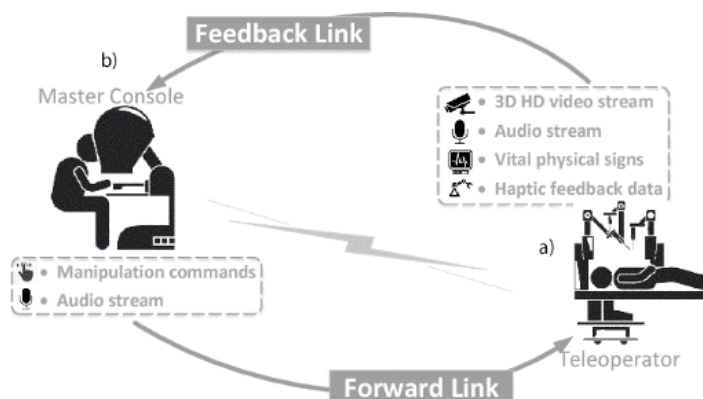 Feedback Link
b)
Master Console
• 3D HD video stream
• Audio stream
• Vital physical signs
• Haptic feedback data
a)
• Manipulation commands
• Audio stream
Teleoperator
Forward Link